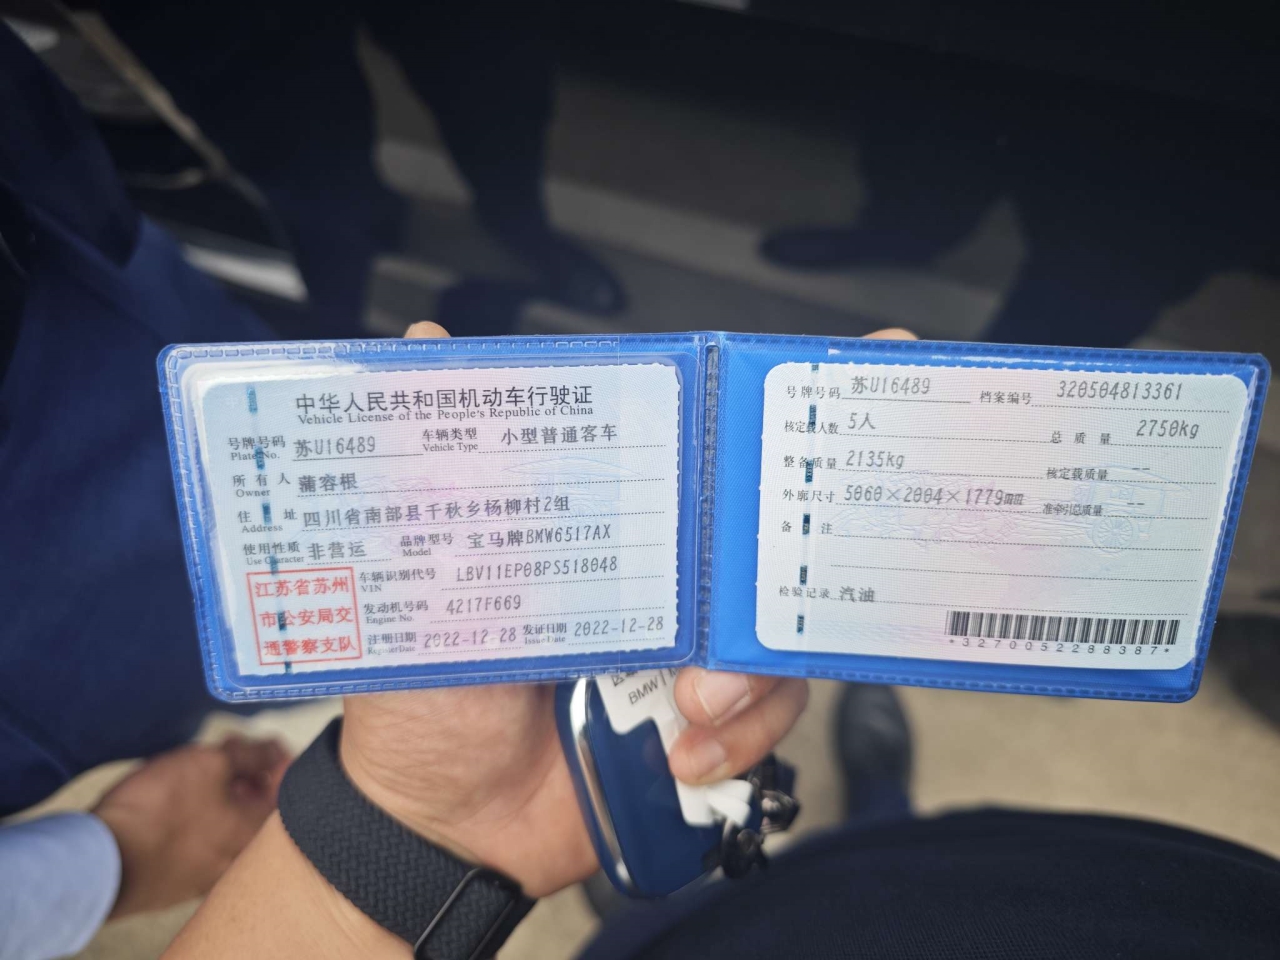 中华人民共和国机动车行驶证
Vehicle License of the People's Republic of China
号牌号码 苏U16489 车辆类型 小型普通客车
Plate No. Vehicle Type
所有人 蒲容根
Owner
住址 四川省南部县千秋乡杨柳村2组
Address
使用性质 非营运 品牌型号 宝马牌BMW6517AX
Use Character Model
江苏省苏州
市公安局交
通警察支队
车辆识别代号 LBV11EP08PS518048
VIN
发动机号码 4217F669
Engine No.
注册日期 2022-12-28 发证日期 2022-12-28
Register Date Issue Date
号牌号码 苏U16489 档案编号 320504813361
核定载人数 5人 总质量 2750kg
整备质量 2135kg 核定载质量 --
外廓尺寸 5060×2004×1779mm 准牵引总质量 --
备注
检验记录 汽油
*3270052288387*
BMW